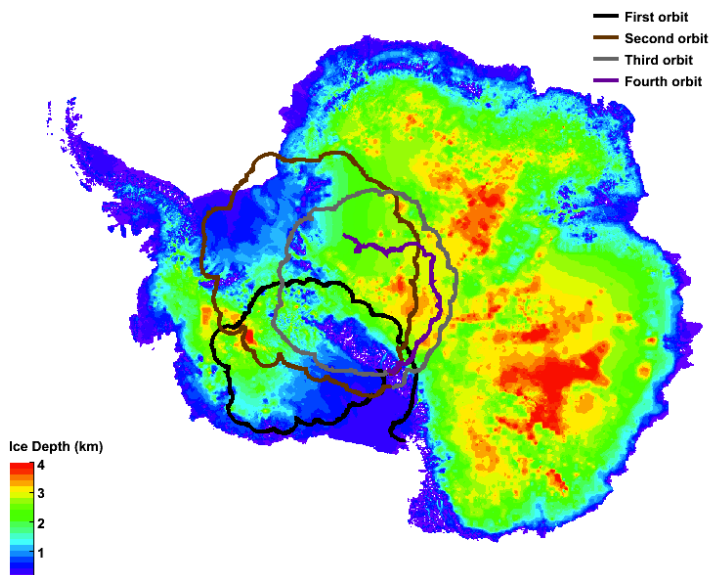 First orbit
Second orbit
Third orbit
Fourth orbit
Ice Depth (km)
4
3
2
1